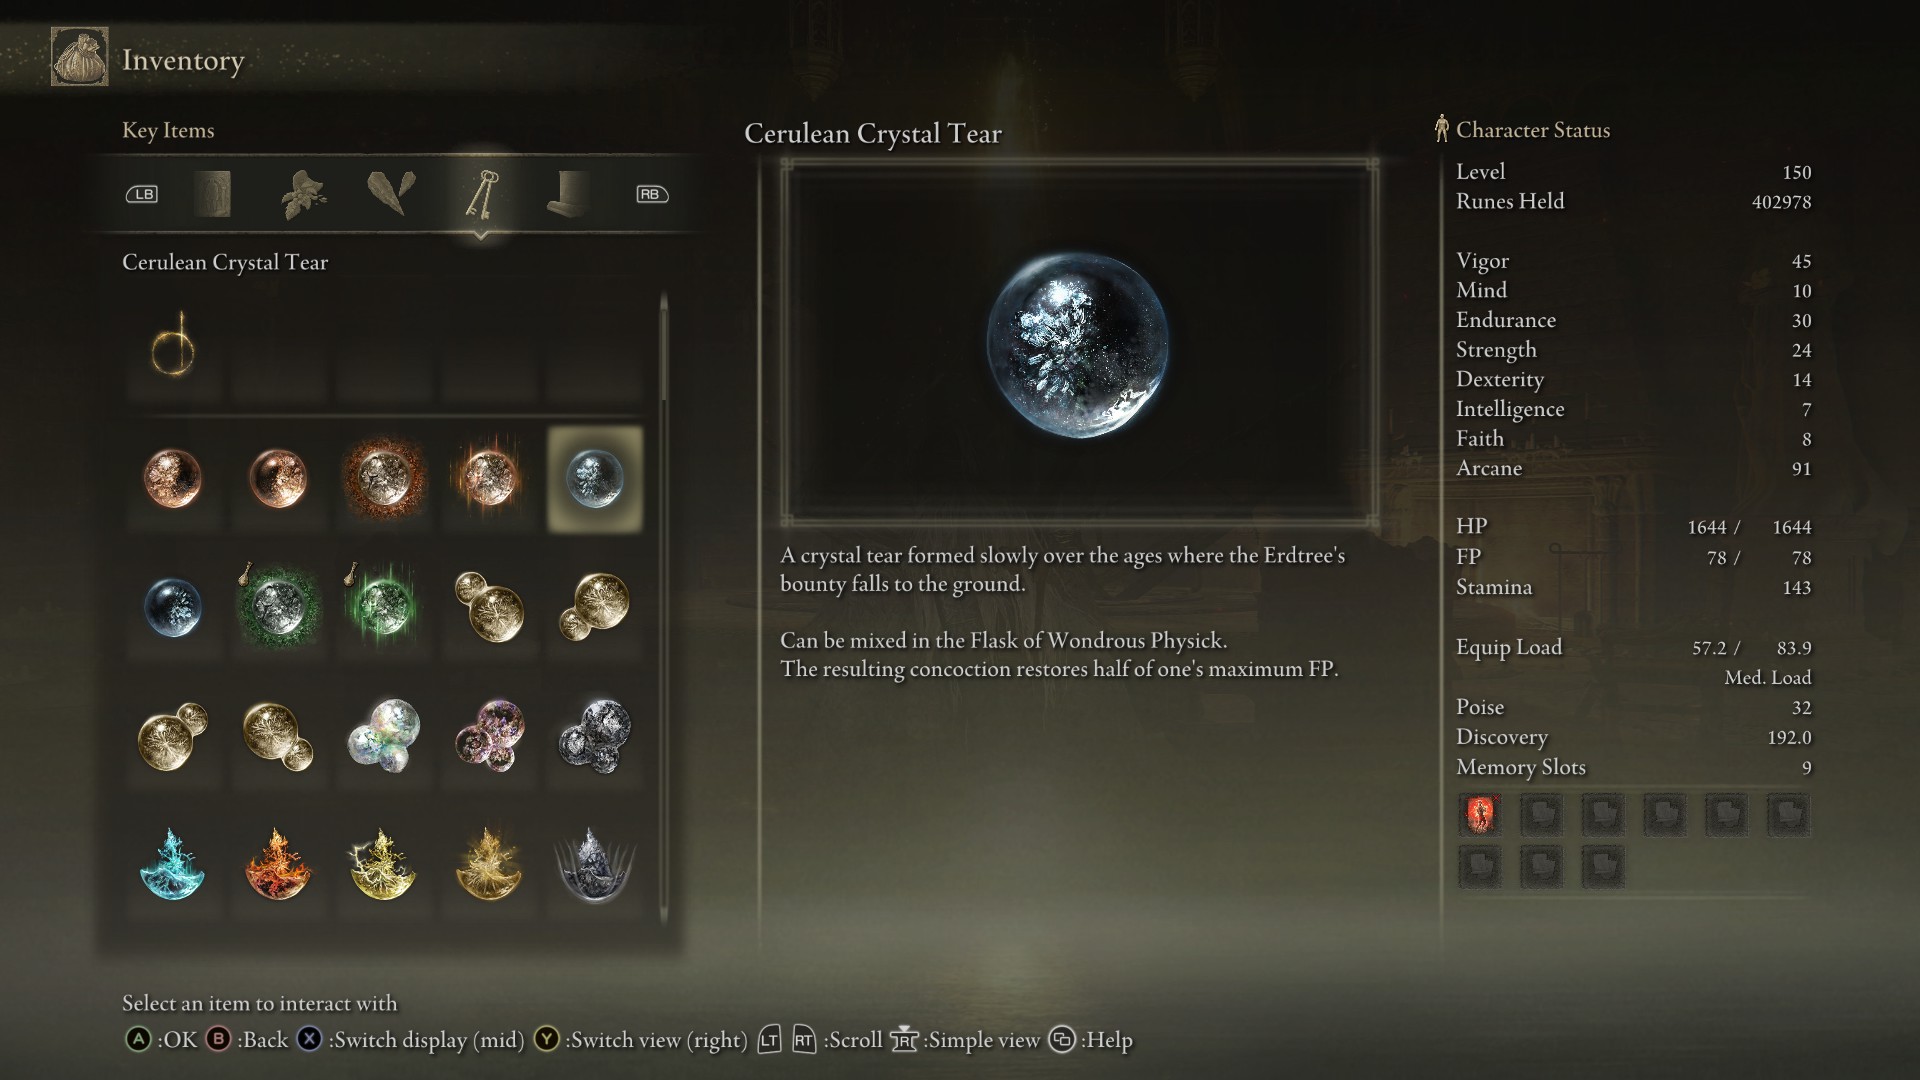 Inventory
Key Items
LB
RB
Cerulean Crystal Tear
Cerulean Crystal Tear
A crystal tear formed slowly over the ages where the Erdtree's
bounty falls to the ground.
Can be mixed in the Flask of Wondrous Physick.
The resulting concoction restores half of one's maximum FP.
Character Status
Level 150
Runes Held 402978
Vigor 45
Mind 10
Endurance 30
Strength 24
Dexterity 14
Intelligence 7
Faith 8
Arcane 91
HP 1644 / 1644
FP 78 / 78
Stamina 143
Equip Load 57.2 / 83.9
Med. Load
Poise 32
Discovery 192.0
Memory Slots 9
Select an item to interact with
A :OK B :Back X :Switch display (mid) Y :Switch view (right) LT RT :Scroll R :Simple view :Help